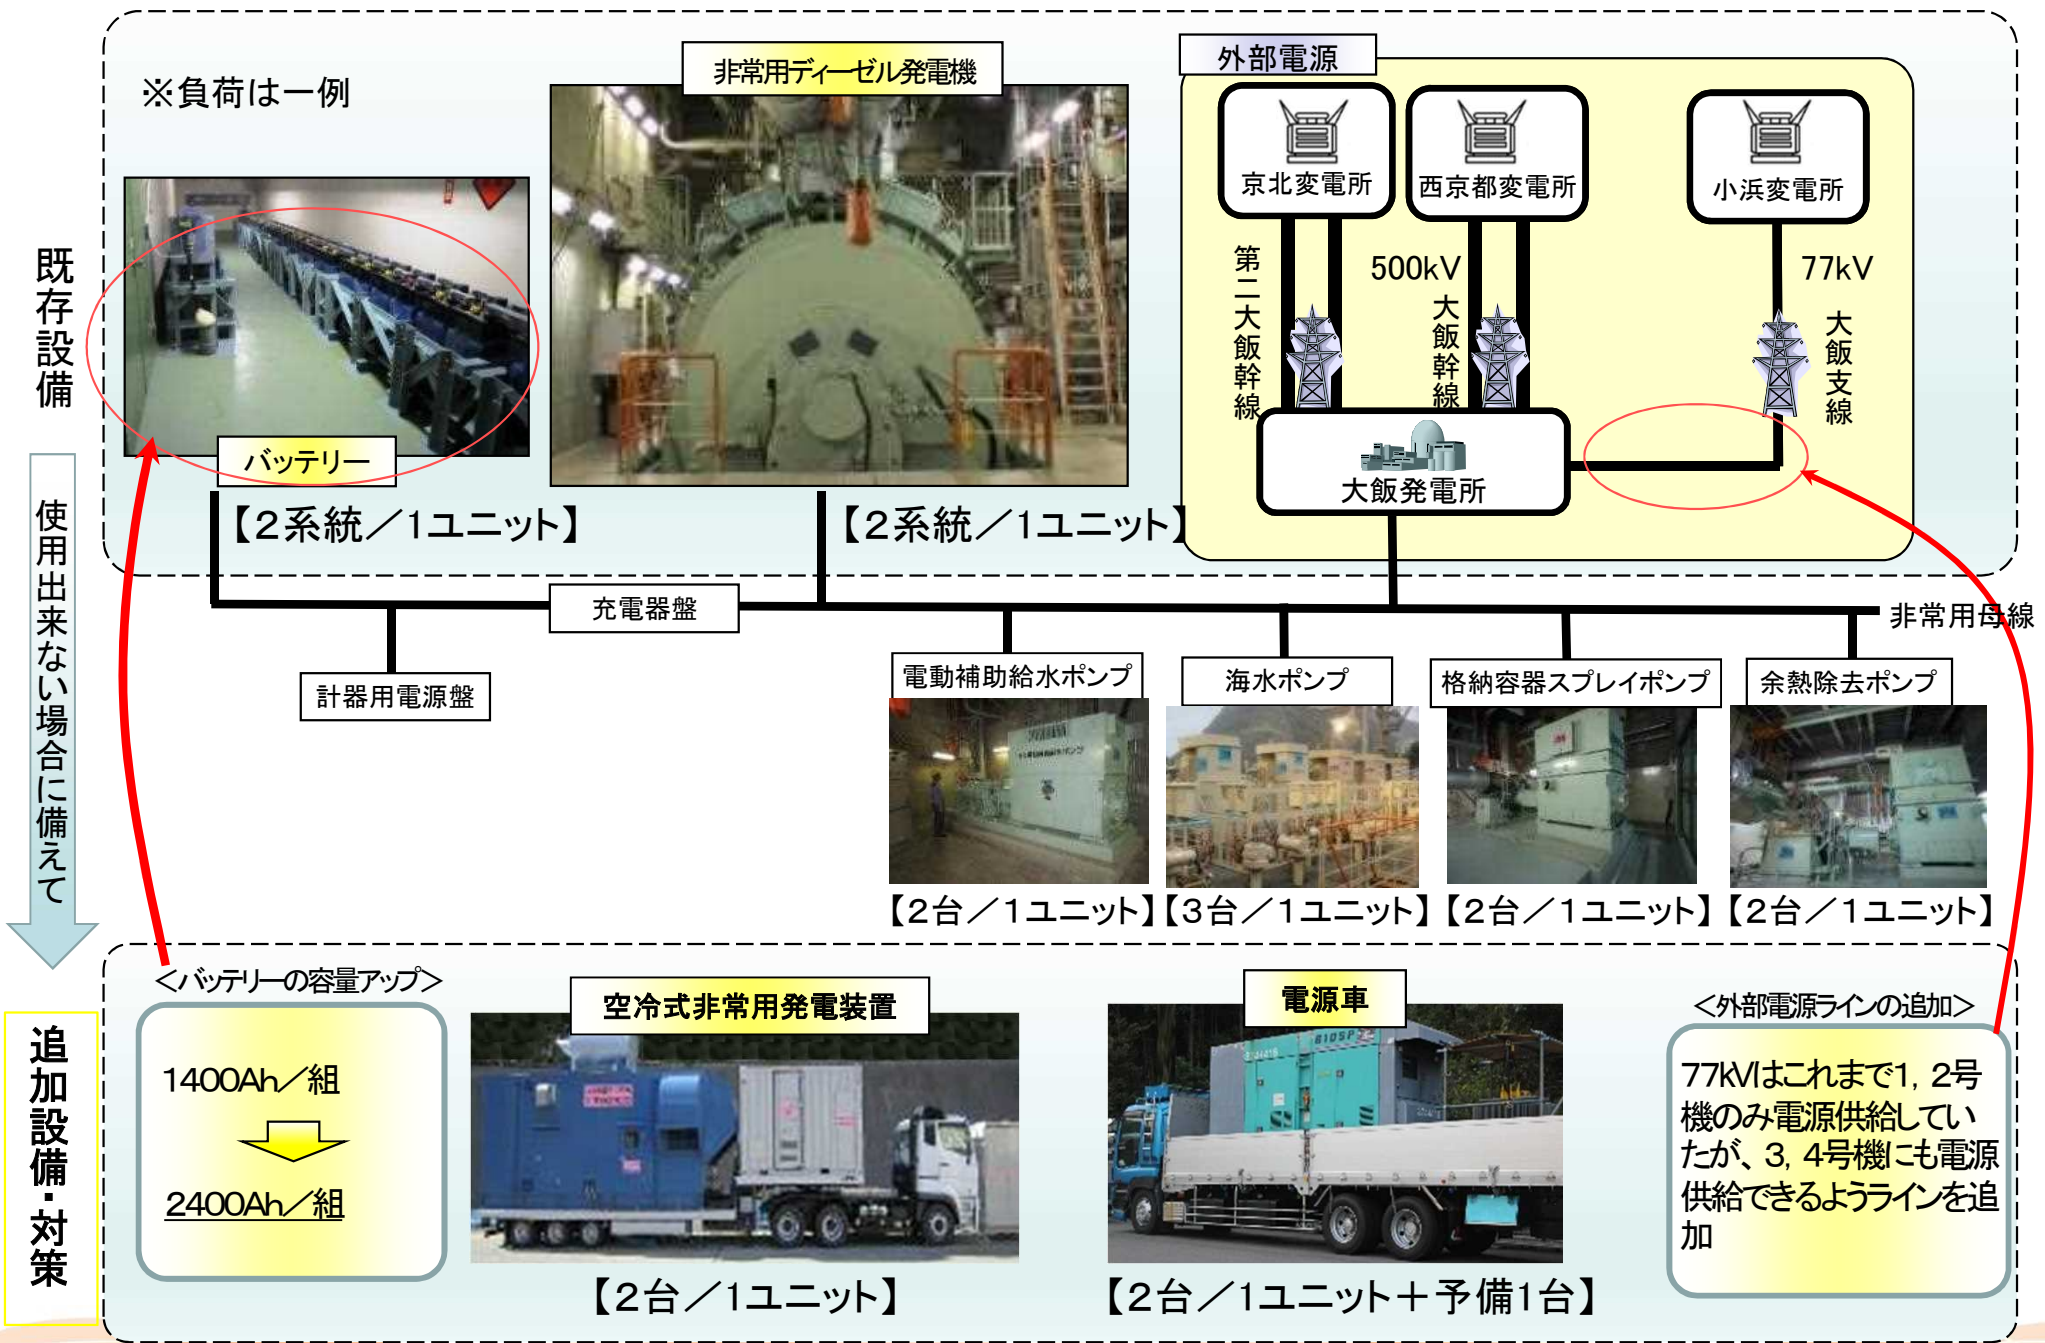 ※負荷は一例
非常用ディーゼル発電機
外部電源
京北変電所
西京都変電所
小浜変電所
既存設備
バッテリー
第二大飯幹線
500kV
大飯幹線
77kV
大飯支線
大飯発電所
【2系統／1ユニット】
【2系統／1ユニット】
充電器盤
非常用母線
計器用電源盤
電動補助給水ポンプ
海水ポンプ
格納容器スプレイポンプ
余熱除去ポンプ
【2台／1ユニット】
【3台／1ユニット】
【2台／1ユニット】
【2台／1ユニット】
使用出来ない場合に備えて
追加設備・対策
＜バッテリーの容量アップ＞
1400Ah／組
2400Ah／組
空冷式非常用発電装置
【2台／1ユニット】
電源車
610SP
【2台／1ユニット＋予備1台】
＜外部電源ラインの追加＞
77kVはこれまで1, 2号
機のみ電源供給してい
たが、3, 4号機にも電源
供給できるようラインを追
加